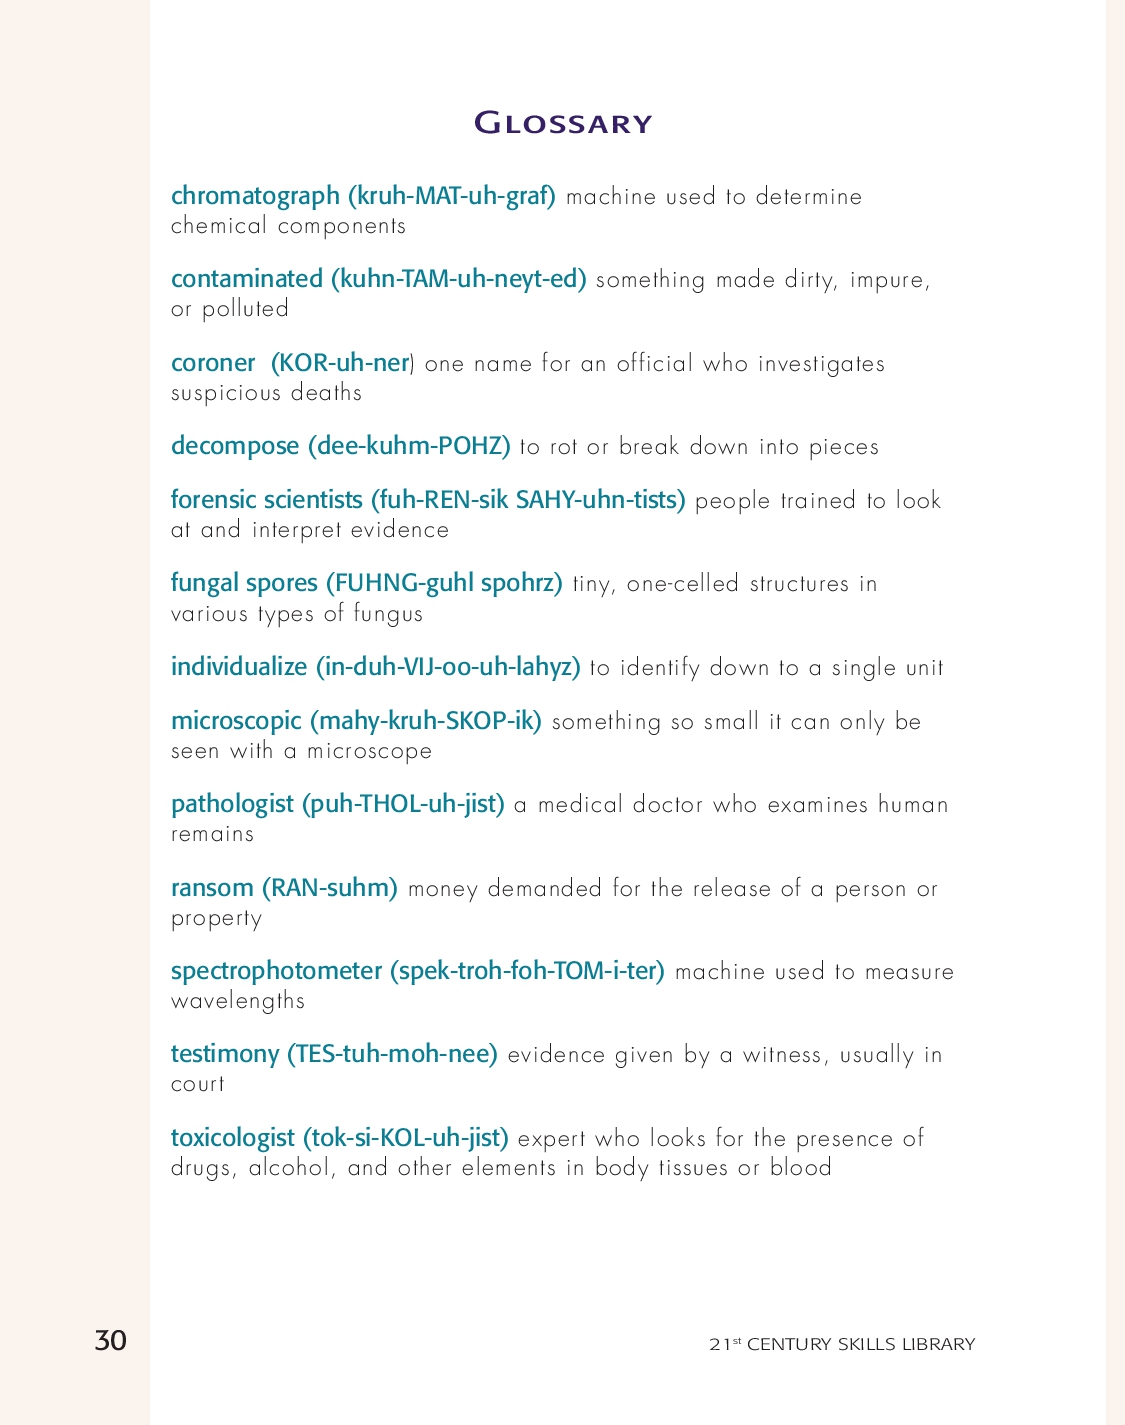 GLOSSARY
chromatograph (kruh-MAT-uh-graf) machine used to determine
chemical components
contaminated (kuhn-TAM-uh-neyt-ed) something made dirty, impure,
or polluted
coroner  (KOR-uh-ner) one name for an official who investigates
suspicious deaths
decompose (dee-kuhm-POHZ) to rot or break down into pieces
forensic scientists (fuh-REN-sik SAHY-uhn-tists) people trained to look
at and interpret evidence
fungal spores (FUHNG-guhl spohrz) tiny, one-celled structures in
various types of fungus
individualize (in-duh-VIJ-oo-uh-lahyz) to identify down to a single unit
microscopic (mahy-kruh-SKOP-ik) something so small it can only be
seen with a microscope
pathologist (puh-THOL-uh-jist) a medical doctor who examines human
remains
ransom (RAN-suhm) money demanded for the release of a person or
property
spectrophotometer (spek-troh-foh-TOM-i-ter) machine used to measure
wavelengths
testimony (TES-tuh-moh-nee) evidence given by a witness, usually in
court
toxicologist (tok-si-KOL-uh-jist) expert who looks for the presence of
drugs, alcohol, and other elements in body tissues or blood
30
21st CENTURY SKILLS LIBRARY